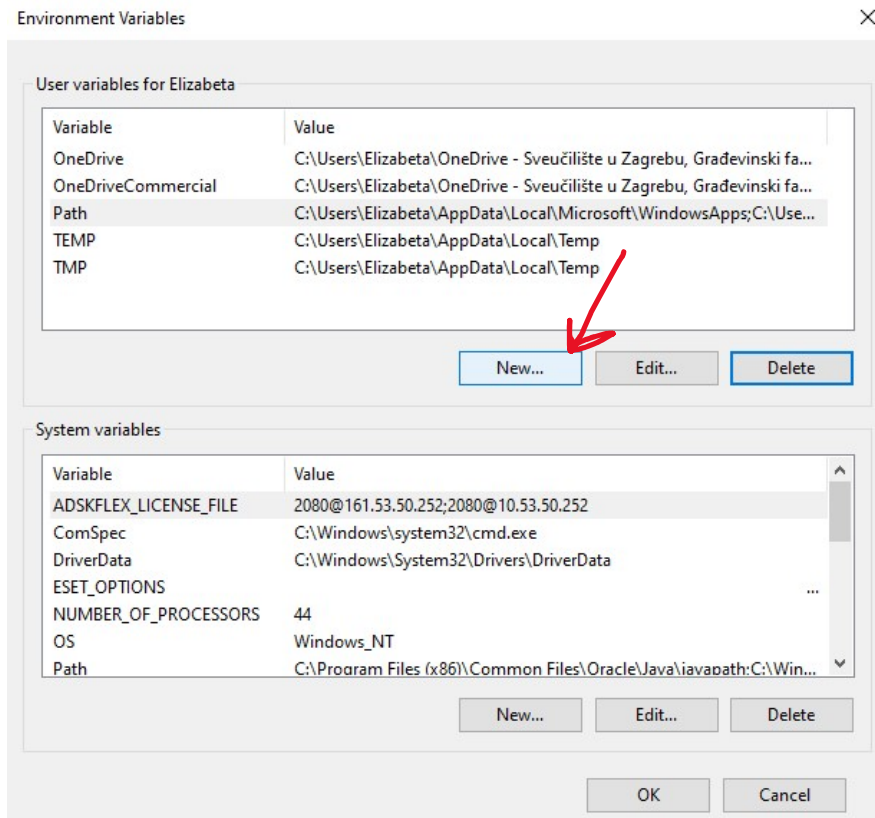 Environment Variables
User variables for Elizabeta
Variable Value
OneDrive C:\Users\Elizabeta\OneDrive - Sveučilište u Zagrebu, Građevinski fa...
OneDriveCommercial C:\Users\Elizabeta\OneDrive - Sveučilište u Zagrebu, Građevinski fa...
Path C:\Users\Elizabeta\AppData\Local\Microsoft\WindowsApps;C:\Use...
TEMP C:\Users\Elizabeta\AppData\Local\Temp
TMP C:\Users\Elizabeta\AppData\Local\Temp
New... Edit... Delete
System variables
Variable Value
ADSKFLEX_LICENSE_FILE 2080@161.53.50.252;2080@10.53.50.252
ComSpec C:\Windows\system32\cmd.exe
DriverData C:\Windows\System32\Drivers\DriverData
ESET_OPTIONS ...
NUMBER_OF_PROCESSORS 44
OS Windows_NT
Path C:\Program Files (x86)\Common Files\Oracle\Java\javapath;C:\Win...
New... Edit... Delete
OK Cancel